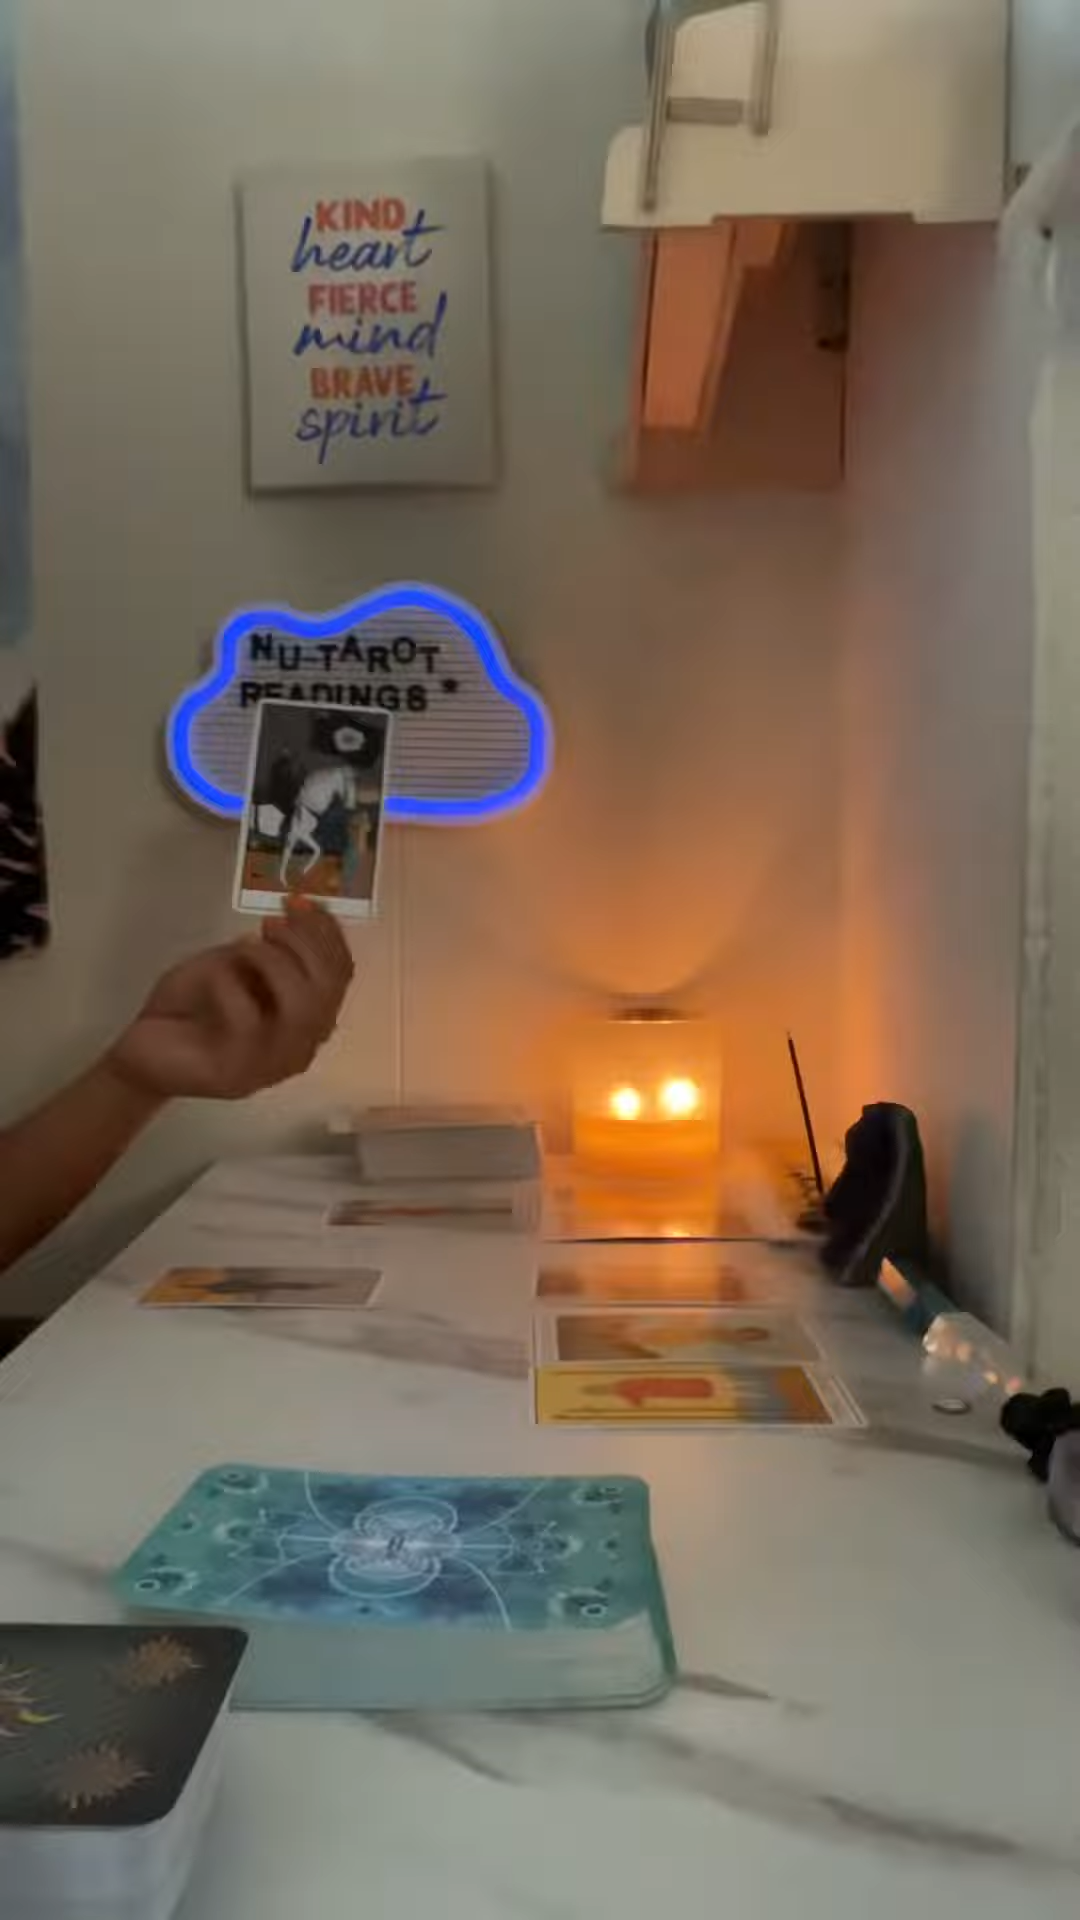 KIND
heart
FIERCE
mind
BRAVE
spirit
NU-TAROT
READINGS *